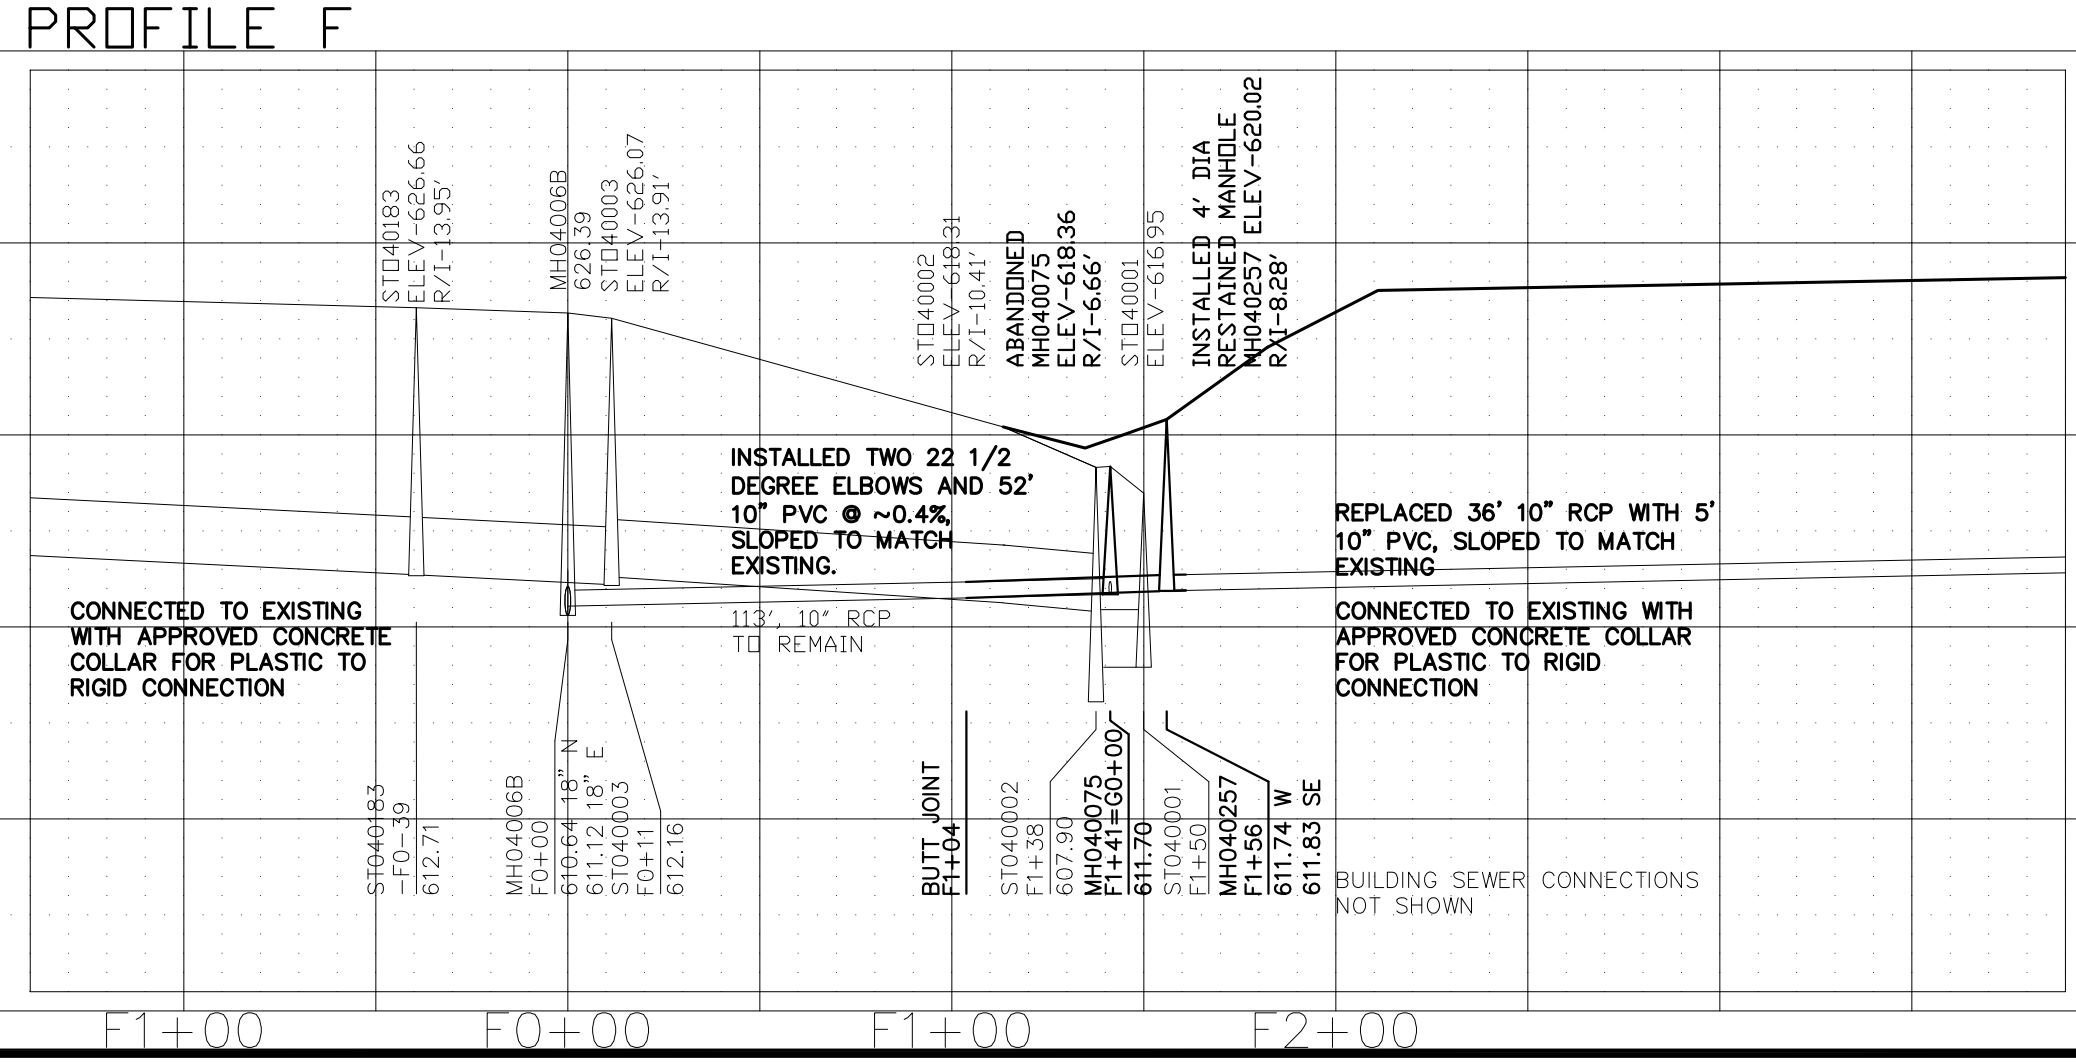 PROFILE F
STO40183
ELEV-626.66
R/I-13.95'
MH04006B
626.39
STO40003
ELEV-626.07
R/I-13.91'
STO40002
ELEV-618.31
R/I-10.41'
ABANDONED
MH040075
ELEV-618.36
R/I-6.66'
STO40001
ELEV-616.95
INSTALLED 4' DIA
RESTAINED MANHOLE
MH040257 ELEV-620.02
R/I-8.28'
INSTALLED TWO 22 1/2
DEGREE ELBOWS AND 52'
10" PVC @ ~0.4%,
SLOPED TO MATCH
EXISTING.
REPLACED 36' 10" RCP WITH 5'
10" PVC, SLOPED TO MATCH
EXISTING
CONNECTED TO EXISTING
WITH APPROVED CONCRETE
COLLAR FOR PLASTIC TO
RIGID CONNECTION
113', 10" RCP
TO REMAIN
CONNECTED TO EXISTING WITH
APPROVED CONCRETE COLLAR
FOR PLASTIC TO RIGID
CONNECTION
ST040183
-F0-39
612.71
MH04006B
F0+00
610.64 18" N
611.12 18" E
ST040003
F0+11
612.16
BUTT JOINT
F1+04
ST040002
F1+38
607.90
MH040075
F1+41=G0+00
611.70
ST040001
F1+50
MH040257
F1+56
611.74 W
611.83 SE
BUILDING SEWER CONNECTIONS
NOT SHOWN
F1+00
F0+00
F1+00
F2+00